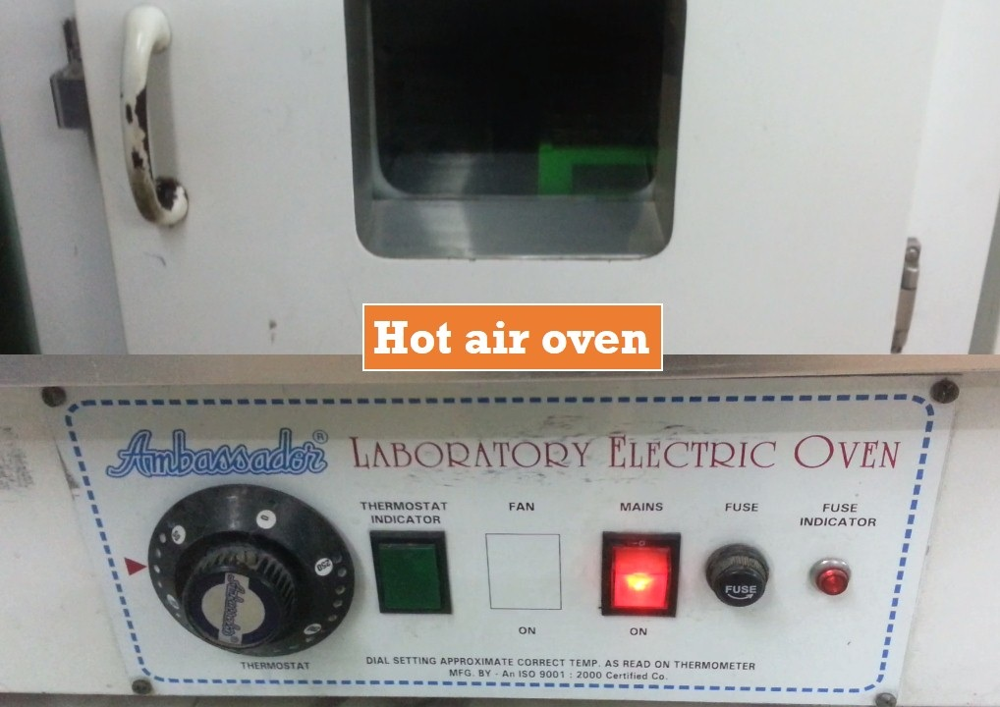 Hot air oven
Ambassador®
LABORATORY ELECTRIC OVEN
THERMOSTAT
INDICATOR
FAN
MAINS
FUSE
FUSE
INDICATOR
0
50
250
FUSE
ON
ON
THERMOSTAT
DIAL SETTING APPROXIMATE CORRECT TEMP. AS READ ON THERMOMETER
MFG. BY - An ISO 9001 : 2000 Certified Co.